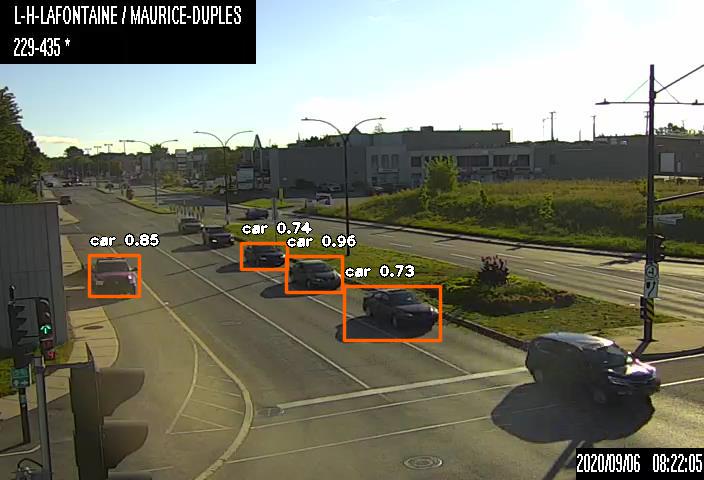 L-H-LAFONTAINE / MAURICE-DUPLES
229-435 *
car 0.74
car 0.85
car 0.96
car 0.73
2020/09/06 08:22:05